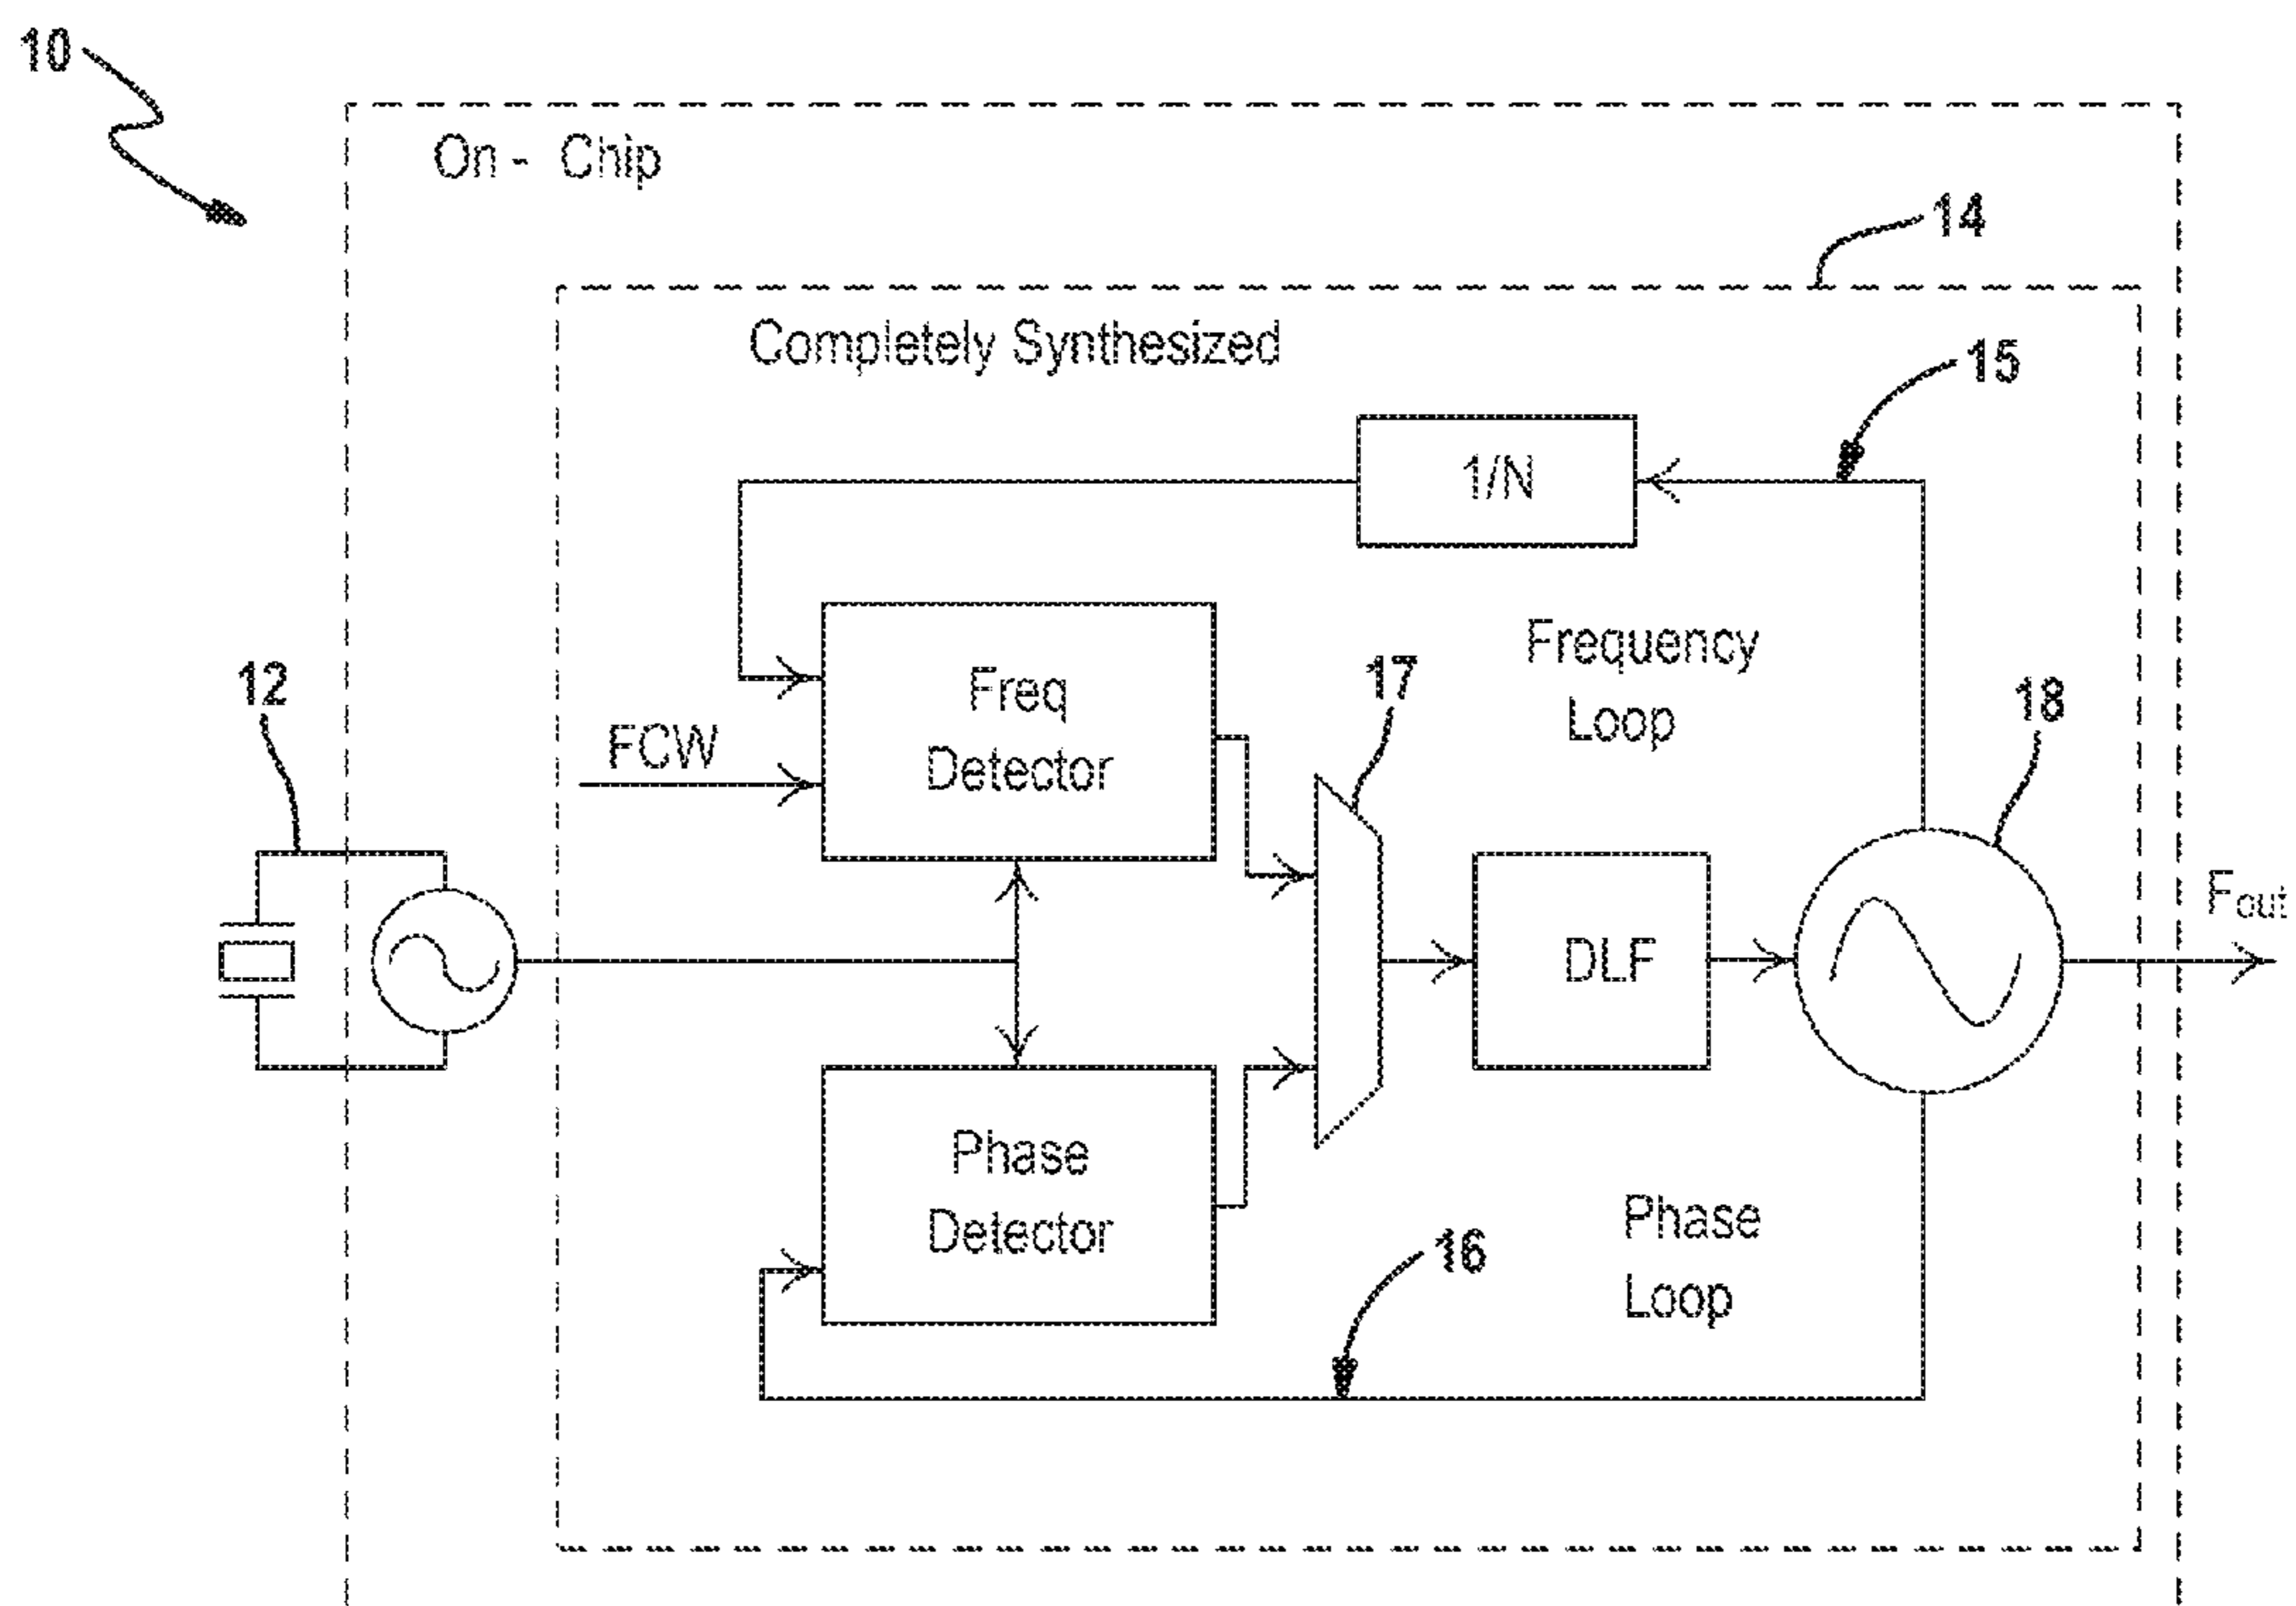 10
On - Chip
14
Completely Synthesized
15
1/N
12
Freq
Detector
FCW
Frequency
Loop
17
18
DLF
Fout
Phase
Detector
Phase
Loop
16